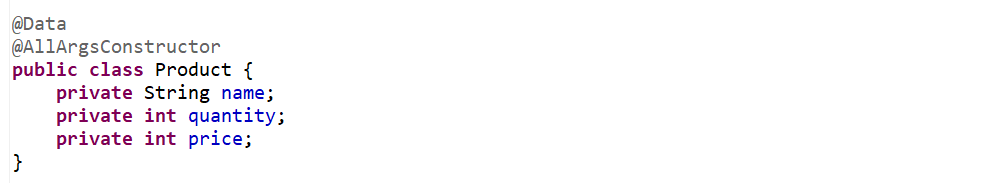 @Data
@AllArgsConstructor
public class Product {
    private String name;
    private int quantity;
    private int price;
}